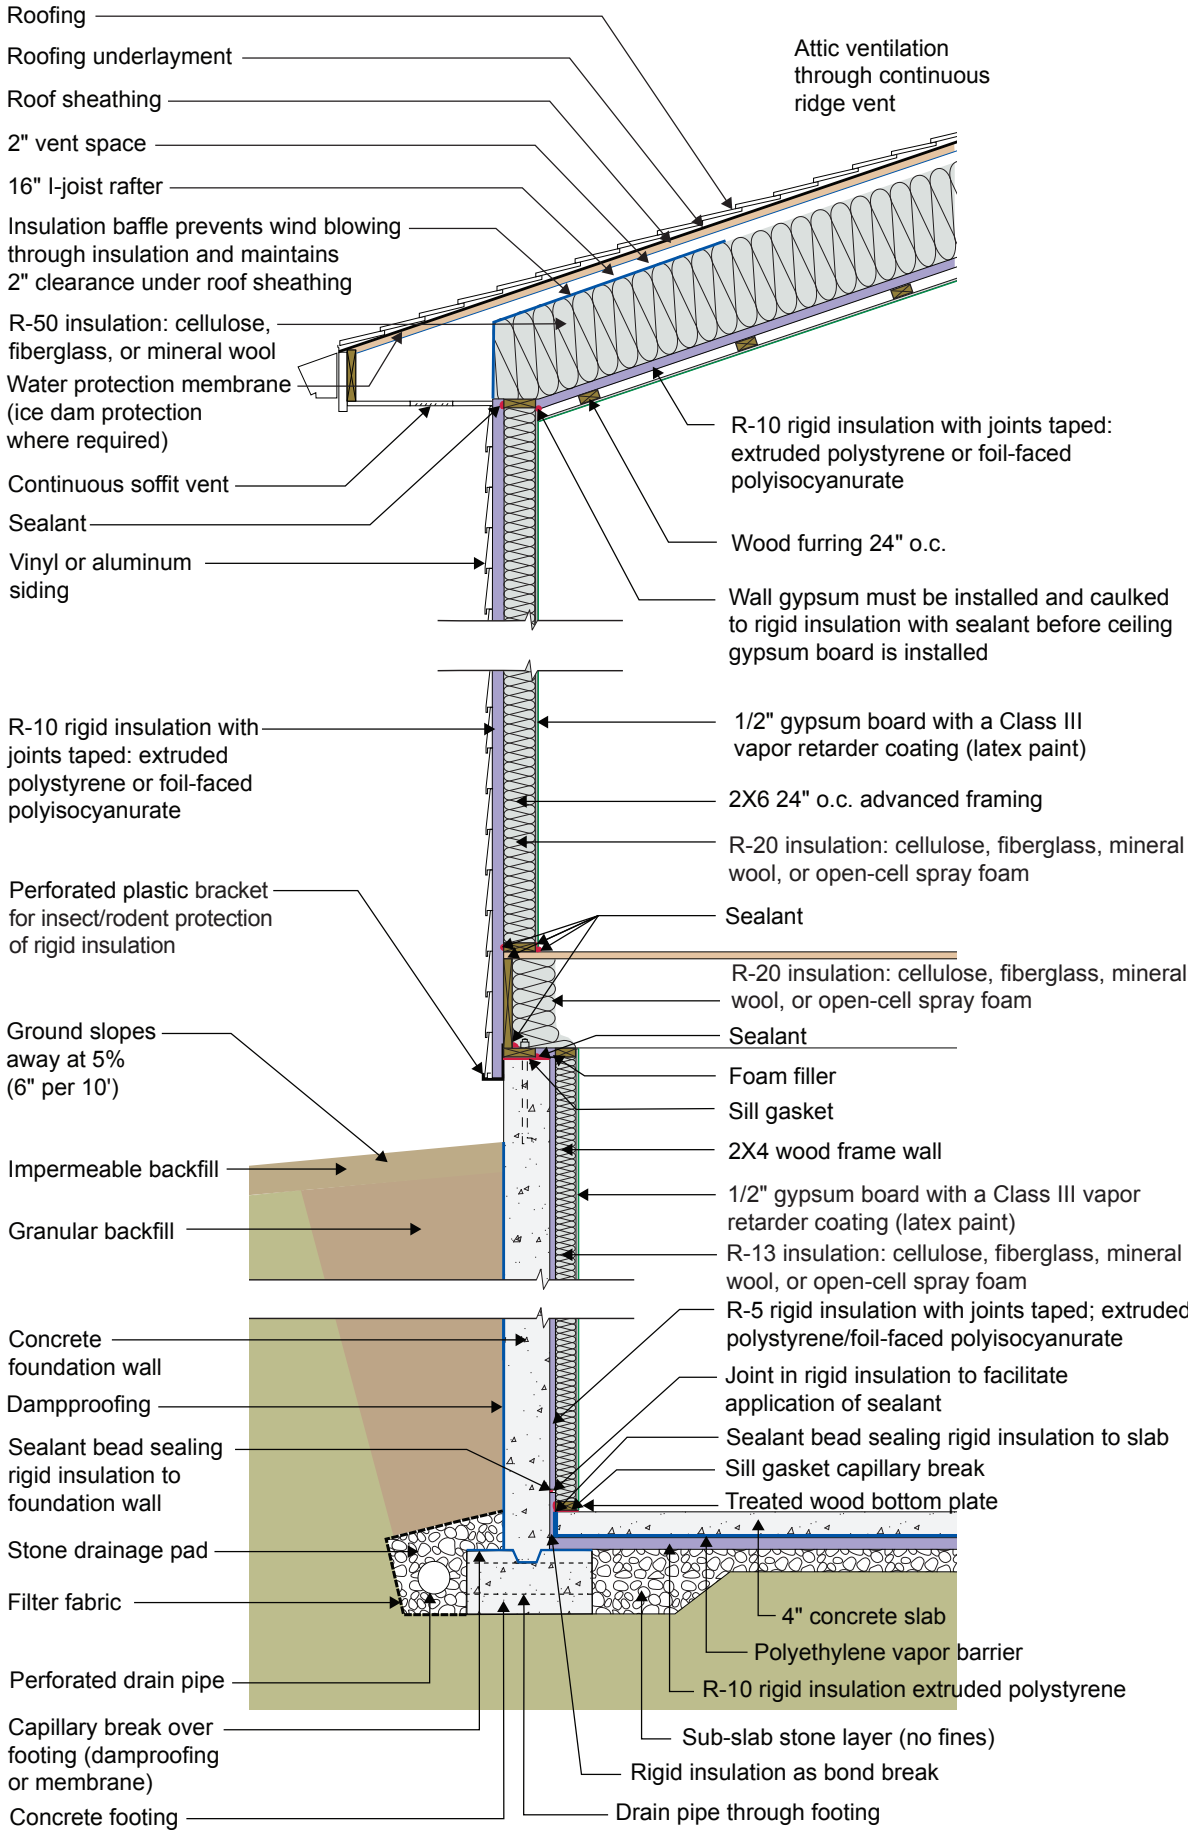 Roofing
Roofing underlayment
Roof sheathing
2" vent space
16" I-joist rafter
Insulation baffle prevents wind blowing
through insulation and maintains
2" clearance under roof sheathing
R-50 insulation: cellulose,
fiberglass, or mineral wool
Water protection membrane
(ice dam protection
where required)
Continuous soffit vent
Sealant
Vinyl or aluminum
siding
R-10 rigid insulation with
joints taped: extruded
polystyrene or foil-faced
polyisocyanurate
Perforated plastic bracket
for insect/rodent protection
of rigid insulation
Ground slopes
away at 5%
(6" per 10')
Impermeable backfill
Granular backfill
Concrete
foundation wall
Dampproofing
Sealant bead sealing
rigid insulation to
foundation wall
Stone drainage pad
Filter fabric
Perforated drain pipe
Capillary break over
footing (damproofing
or membrane)
Concrete footing
Attic ventilation
through continuous
ridge vent
R-10 rigid insulation with joints taped:
extruded polystyrene or foil-faced
polyisocyanurate
Wood furring 24" o.c.
Wall gypsum must be installed and caulked
to rigid insulation with sealant before ceiling
gypsum board is installed
1/2" gypsum board with a Class III
vapor retarder coating (latex paint)
2X6 24" o.c. advanced framing
R-20 insulation: cellulose, fiberglass, mineral
wool, or open-cell spray foam
Sealant
R-20 insulation: cellulose, fiberglass, mineral
wool, or open-cell spray foam
Sealant
Foam filler
Sill gasket
2X4 wood frame wall
1/2" gypsum board with a Class III vapor
retarder coating (latex paint)
R-13 insulation: cellulose, fiberglass, mineral
wool, or open-cell spray foam
R-5 rigid insulation with joints taped; extruded
polystyrene/foil-faced polyisocyanurate
Joint in rigid insulation to facilitate
application of sealant
Sealant bead sealing rigid insulation to slab
Sill gasket capillary break
Treated wood bottom plate
4" concrete slab
Polyethylene vapor barrier
R-10 rigid insulation extruded polystyrene
Sub-slab stone layer (no fines)
Rigid insulation as bond break
Drain pipe through footing